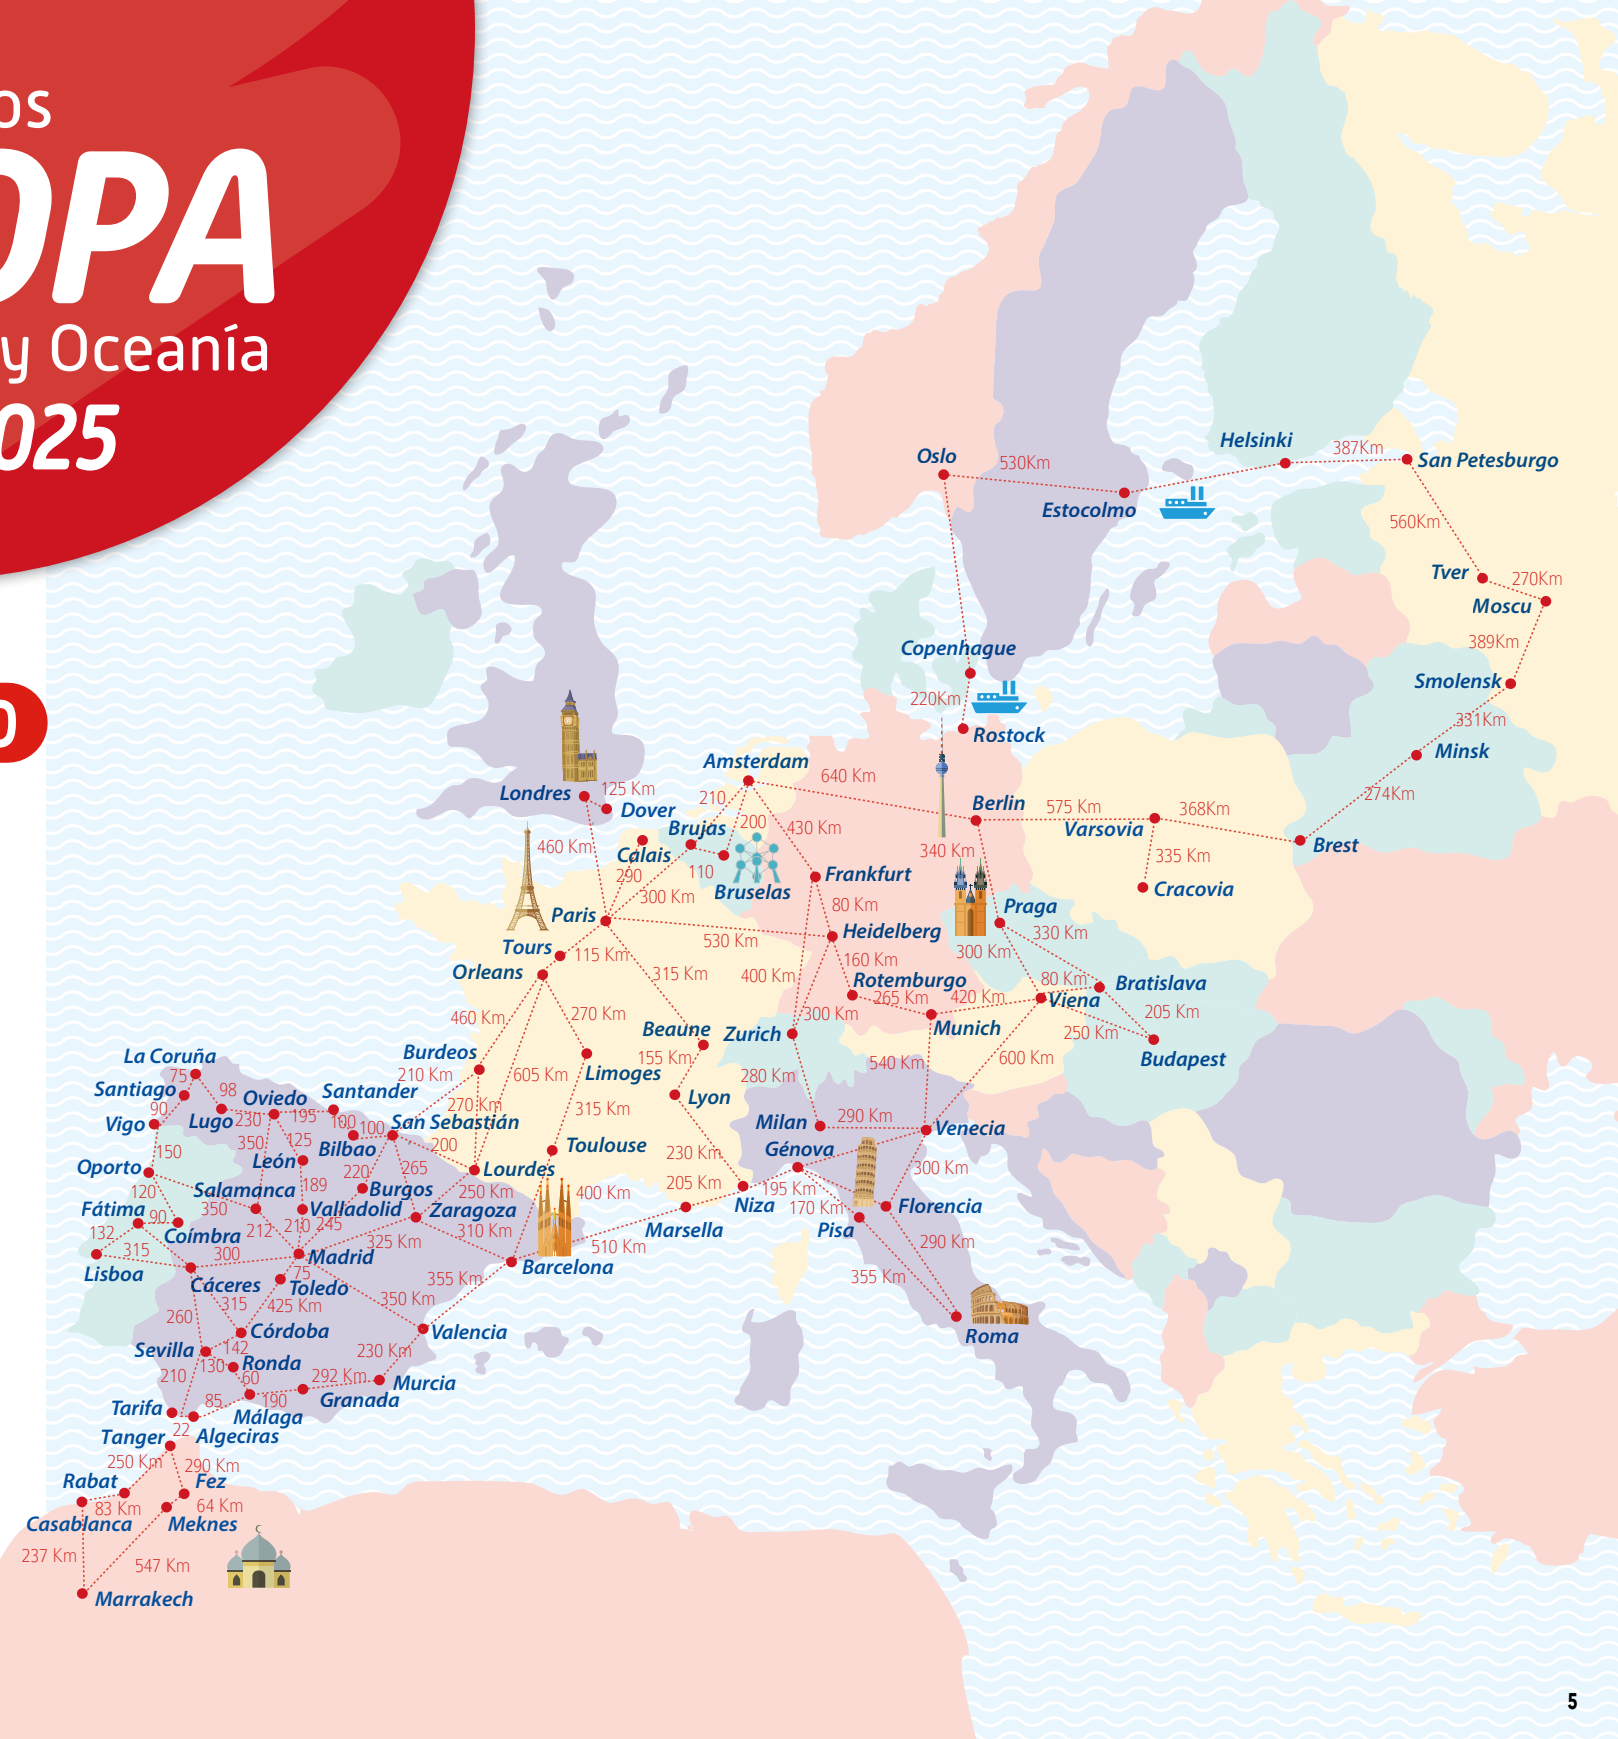 os
OPA
y Oceanía
025
0
Oslo
530Km
Estocolmo
Helsinki
387Km
San Petesburgo
560Km
Tver
270Km
Moscu
389Km
Smolensk
331Km
Minsk
274Km
Brest
Copenhague
220Km
Rostock
Amsterdam
640 Km
Berlin
575 Km
368Km
Varsovia
335 Km
Cracovia
Londres
125 Km
Dover
210
Brujas
200
430 Km
460 Km
Calais
290
110
Bruselas
300 Km
Frankfurt
340 Km
Praga
330 Km
Paris
80 Km
Heidelberg
530 Km
300 Km
Tours
115 Km
Orleans
315 Km
400 Km
160 Km
Rotemburgo
265 Km
420 Km
80 Km
Bratislava
Viena
205 Km
250 Km
Budapest
460 Km
270 Km
Beaune
Zurich
300 Km
Munich
540 Km
600 Km
Burdeos
210 Km
605 Km
Limoges
155 Km
280 Km
Lyon
270 Km
315 Km
La Coruña
75
Santiago
98
90
Vigo
Lugo
230
Oviedo
195
Santander
100
100
San Sebastián
Bilbao
200
Milan
290 Km
Venecia
Génova
300 Km
Toulouse
230 Km
150
Oporto
350
125
León
220
265
Lourdes
250 Km
400 Km
205 Km
Niza
195 Km
170 Km
Florencia
Pisa
120
Salamanca
189
Burgos
Fátima
90
350
Valladolid
Zaragoza
310 Km
Marsella
132
Coimbra
212
210
245
325 Km
510 Km
290 Km
315
300
Madrid
Lisboa
Barcelona
355 Km
355 Km
Cáceres
75
Toledo
260
315
425 Km
350 Km
Roma
Córdoba
Valencia
Sevilla
142
230 Km
210
130
Ronda
60
292 Km
Murcia
85
190
Granada
Tarifa
Málaga
22
Tanger
Algeciras
250 Km
290 Km
Rabat
Fez
83 Km
64 Km
Casablanca
Meknes
237 Km
547 Km
Marrakech
5